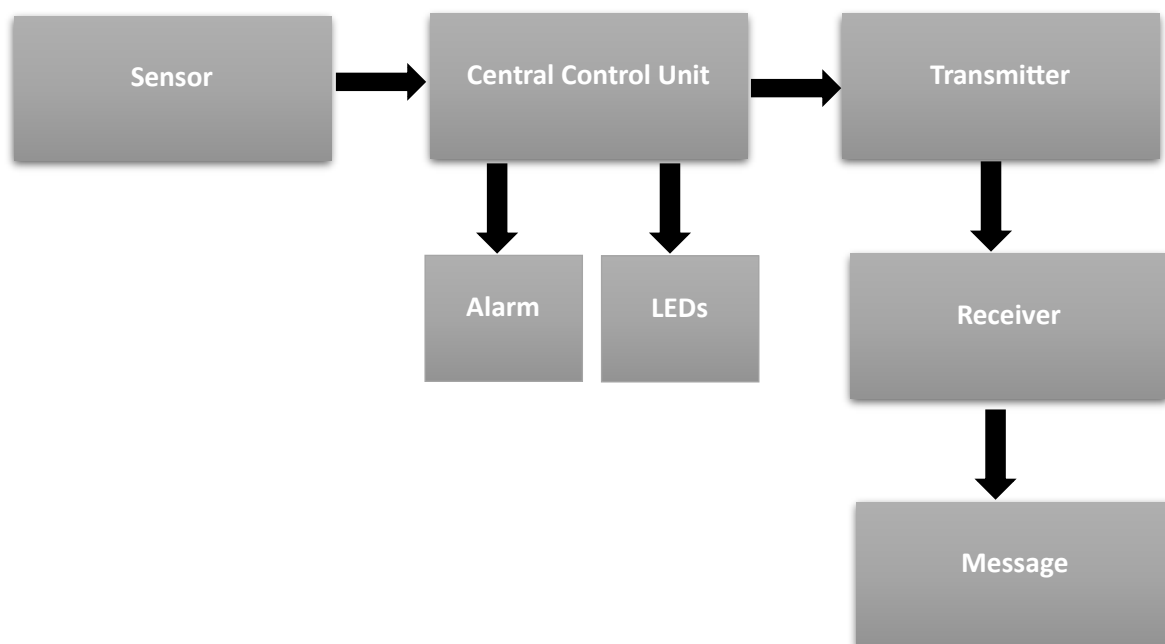 Sensor
Central Control Unit
Transmitter
Alarm
LEDs
Receiver
Message